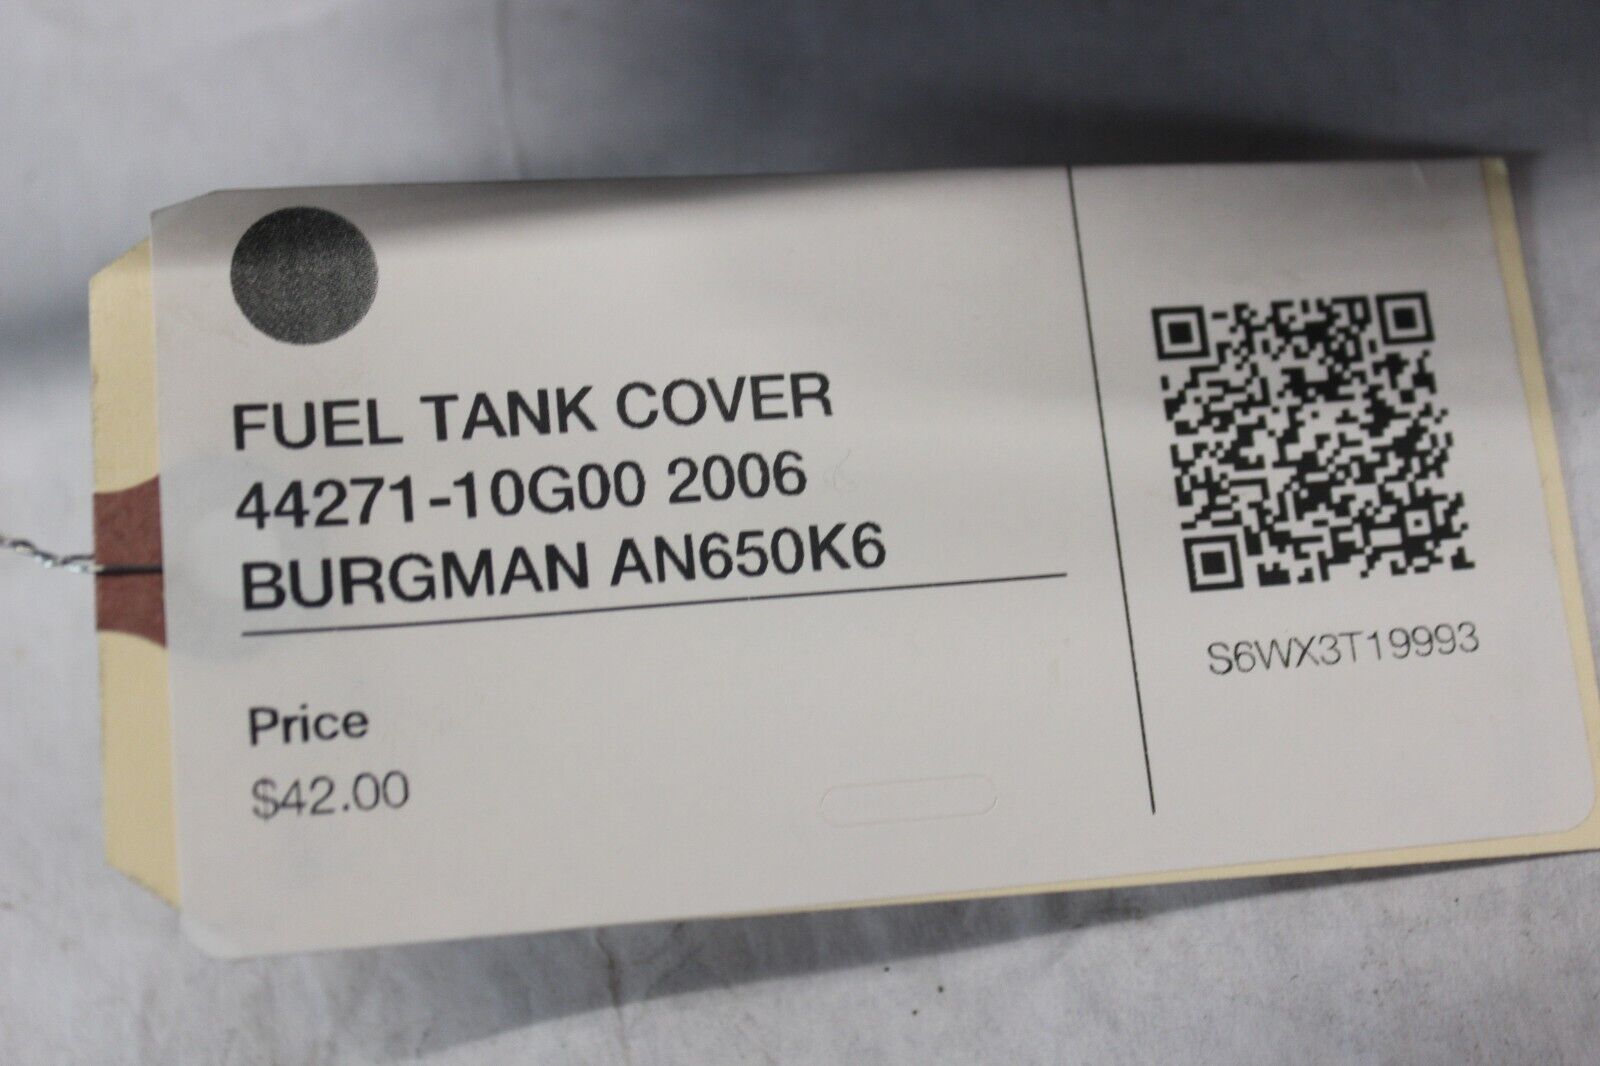 FUEL TANK COVER
44271-10G00 2006
BURGMAN AN650K6
Price
$42.00
S6WX3T19993